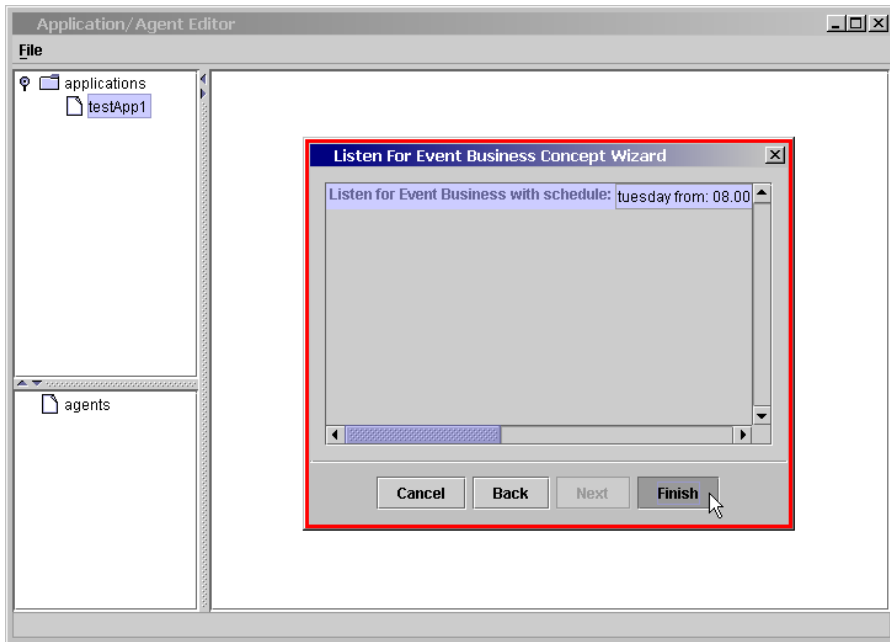 Application/Agent Editor
File
applications
testApp1
agents
Listen For Event Business Concept Wizard
Listen for Event Business with schedule: tuesday from: 08.00
Cancel Back Next Finish